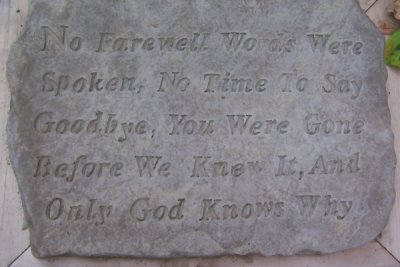 No Farewell Words Were
Spoken, No Time To Say
Goodbye, You Were Gone
Before We Knew It, And
Only God Knows Why